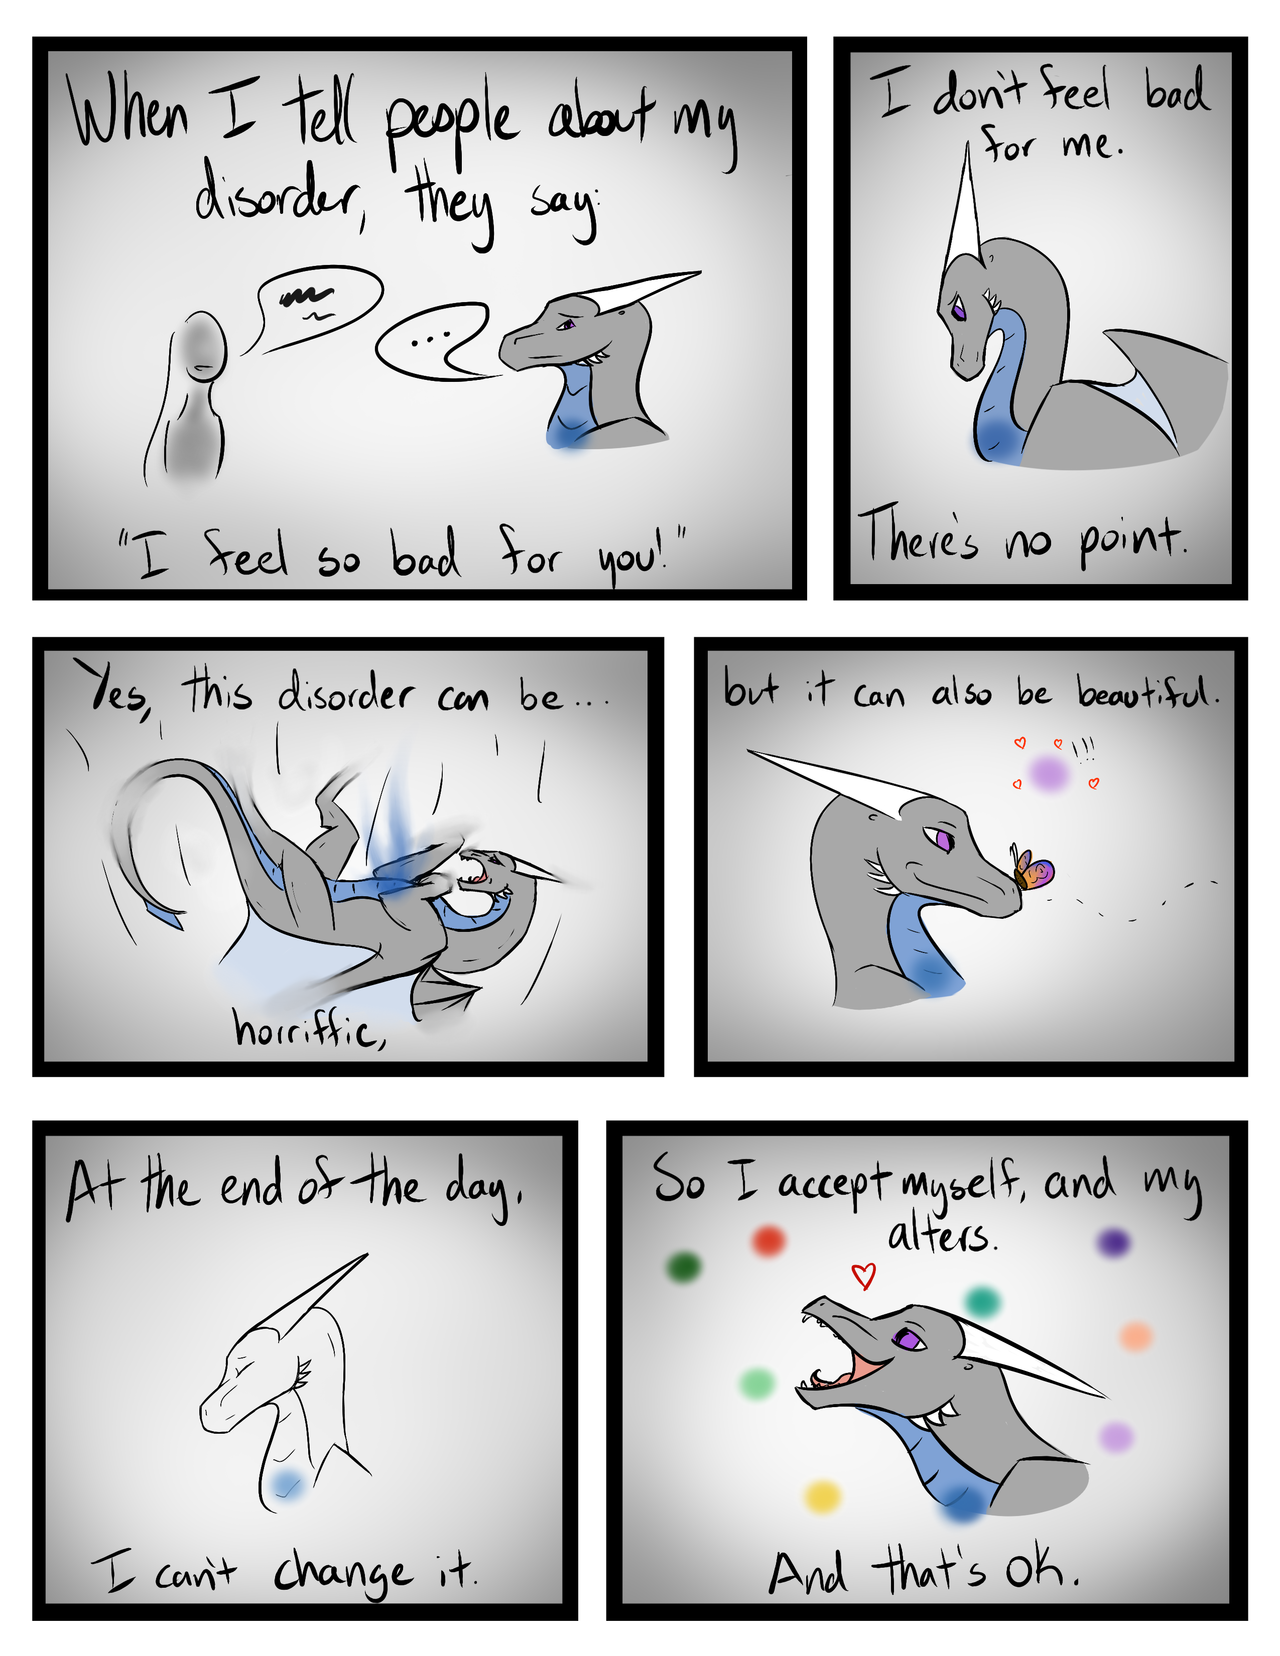 When I tell people about my
disorder, they say:
...
"I feel so bad for you!"
I don't feel bad
for me.
There's no point.
Yes, this disorder can be...
horriffic,
but it can also be beautiful.
!!!
At the end of the day,
I can't change it.
So I accept myself, and my
alters.
And that's OK.